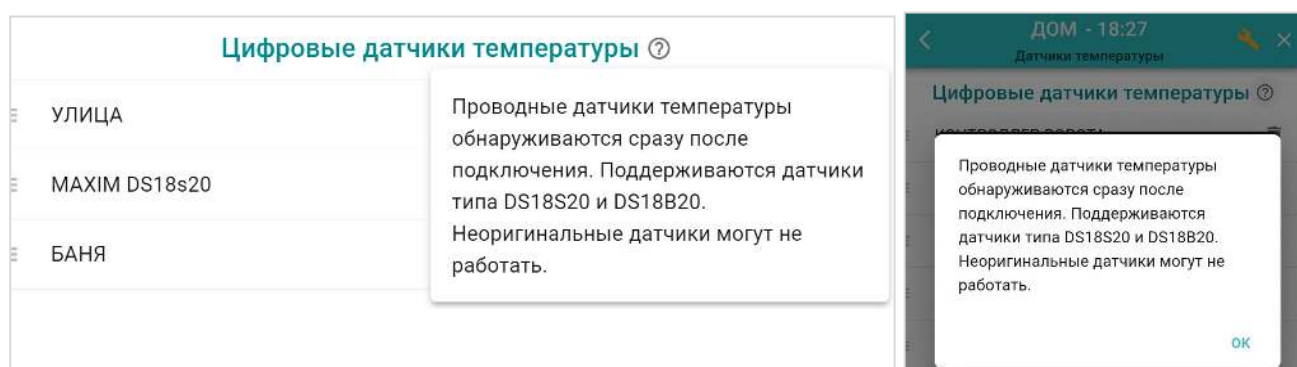 Цифровые датчики температуры
УЛИЦА
MAXIM DS18s20
БАНЯ
Проводные датчики температуры
обнаруживаются сразу после
подключения. Поддерживаются датчики
типа DS18S20 и DS18B20.
Неоригинальные датчики могут не
работать.
ДОМ - 18:27
Датчики температуры
Цифровые датчики температуры
Проводные датчики температуры
обнаруживаются сразу после
подключения. Поддерживаются
датчики типа DS18S20 и DS18B20.
Неоригинальные датчики могут не
работать.
ОК